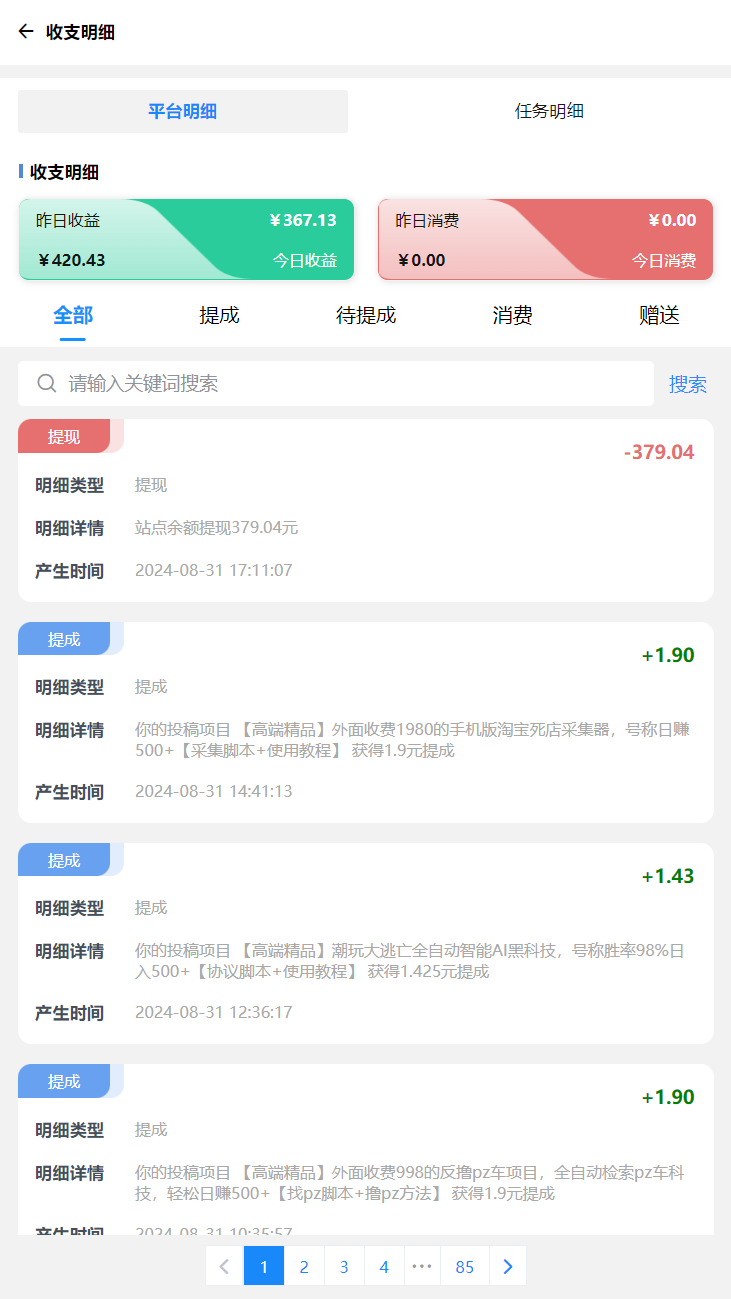 收支明细
平台明细 任务明细
收支明细
昨日收益 ￥367.13 昨日消费 ￥0.00
￥420.43 今日收益 ￥0.00 今日消费
全部 提成 待提成 消费 赠送
请输入关键词搜索 搜索
提现
-379.04
明细类型 提现
明细详情 站点余额提现379.04元
产生时间 2024-08-31 17:11:07
提成
+1.90
明细类型 提成
明细详情 你的投稿项目 【高端精品】外面收费1980的手机版淘宝死店采集器，号称日赚
500+【采集脚本+使用教程】 获得1.9元提成
产生时间 2024-08-31 14:41:13
提成
+1.43
明细类型 提成
明细详情 你的投稿项目 【高端精品】潮玩大逃亡全自动智能AI黑科技，号称胜率98%日
入500+【协议脚本+使用教程】 获得1.425元提成
产生时间 2024-08-31 12:36:17
提成
+1.90
明细类型 提成
明细详情 你的投稿项目 【高端精品】外面收费998的反撸pz车项目，全自动检索pz车科
技，轻松日赚500+【找pz脚本+撸pz方法】 获得1.9元提成
产生时间 2024-08-31 10:35:57
1 2 3 4 ••• 85